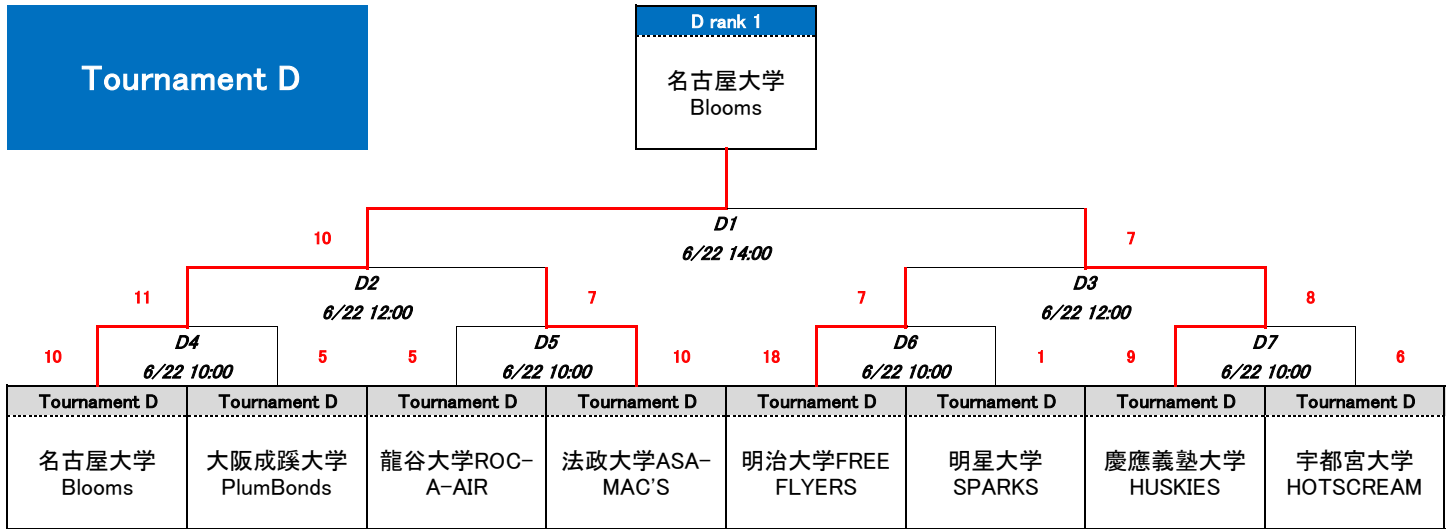 Tournament D
D rank 1
名古屋大学
Blooms
D1
10
7
6/22 14:00
D2
D3
11
7
7
8
6/22 12:00
6/22 12:00
D4
D5
D6
D7
10
5
5
10
18
1
9
6
6/22 10:00
6/22 10:00
6/22 10:00
6/22 10:00
Tournament D
Tournament D
Tournament D
Tournament D
Tournament D
Tournament D
Tournament D
Tournament D
名古屋大学
Blooms
大阪成蹊大学
PlumBonds
龍谷大学ROC-
A-AIR
法政大学ASA-
MAC'S
明治大学FREE
FLYERS
明星大学
SPARKS
慶應義塾大学
HUSKIES
宇都宮大学
HOTSCREAM